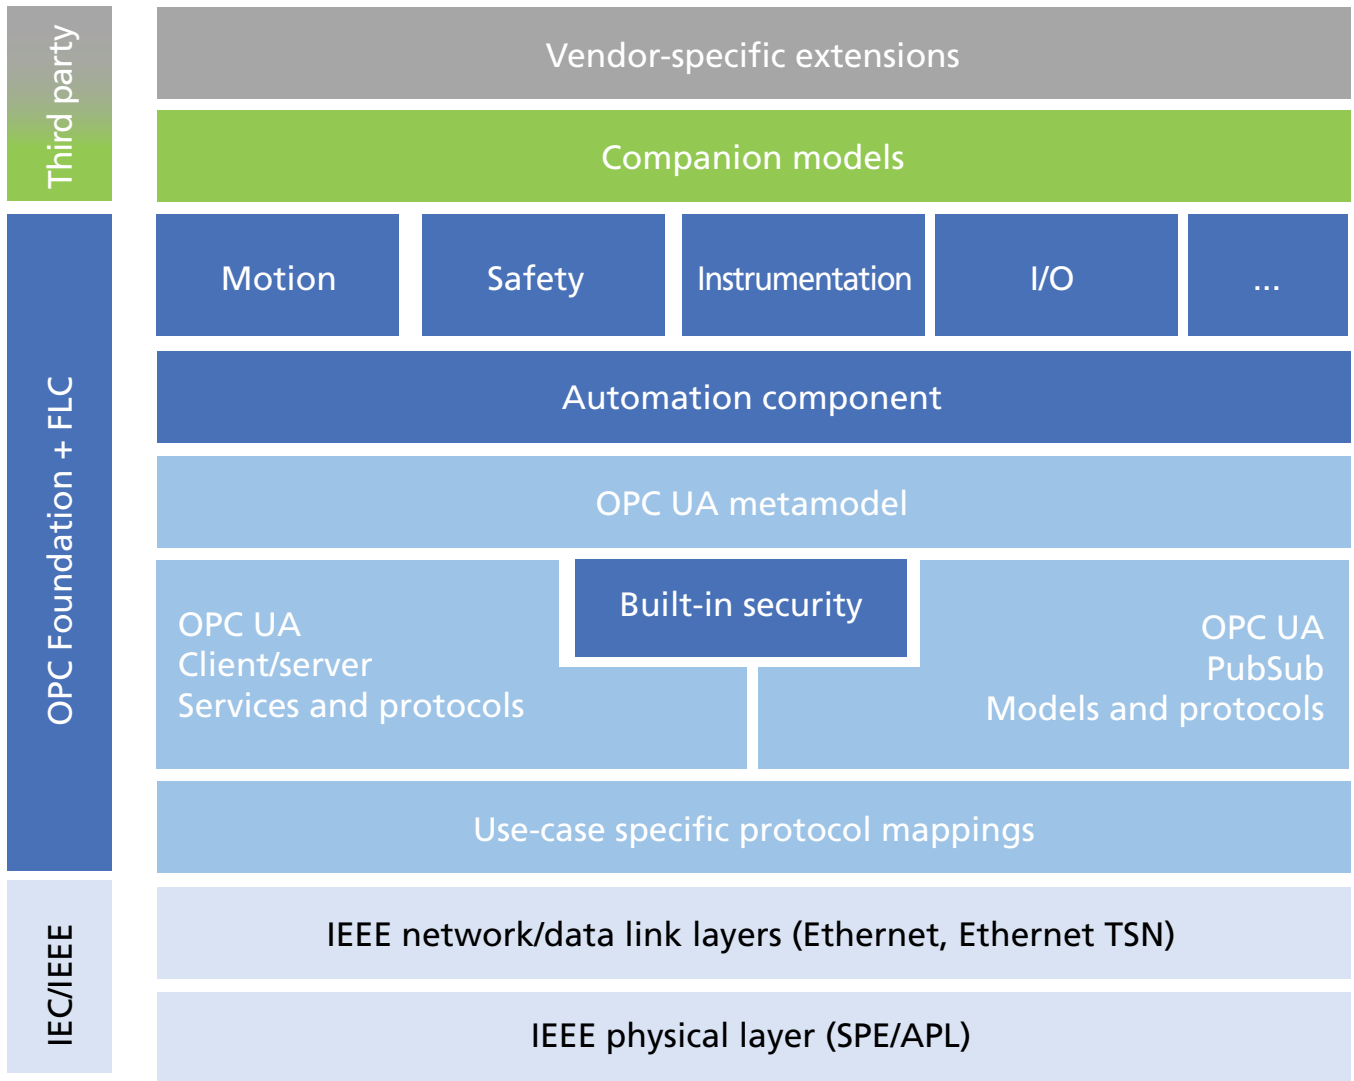 Third party
Vendor-specific extensions
Companion models
OPC Foundation + FLC
Motion
Safety
Instrumentation
I/O
...
Automation component
OPC UA metamodel
Built-in security
OPC UA
Client/server
Services and protocols
OPC UA
PubSub
Models and protocols
Use-case specific protocol mappings
IEC/IEEE
IEEE network/data link layers (Ethernet, Ethernet TSN)
IEEE physical layer (SPE/APL)